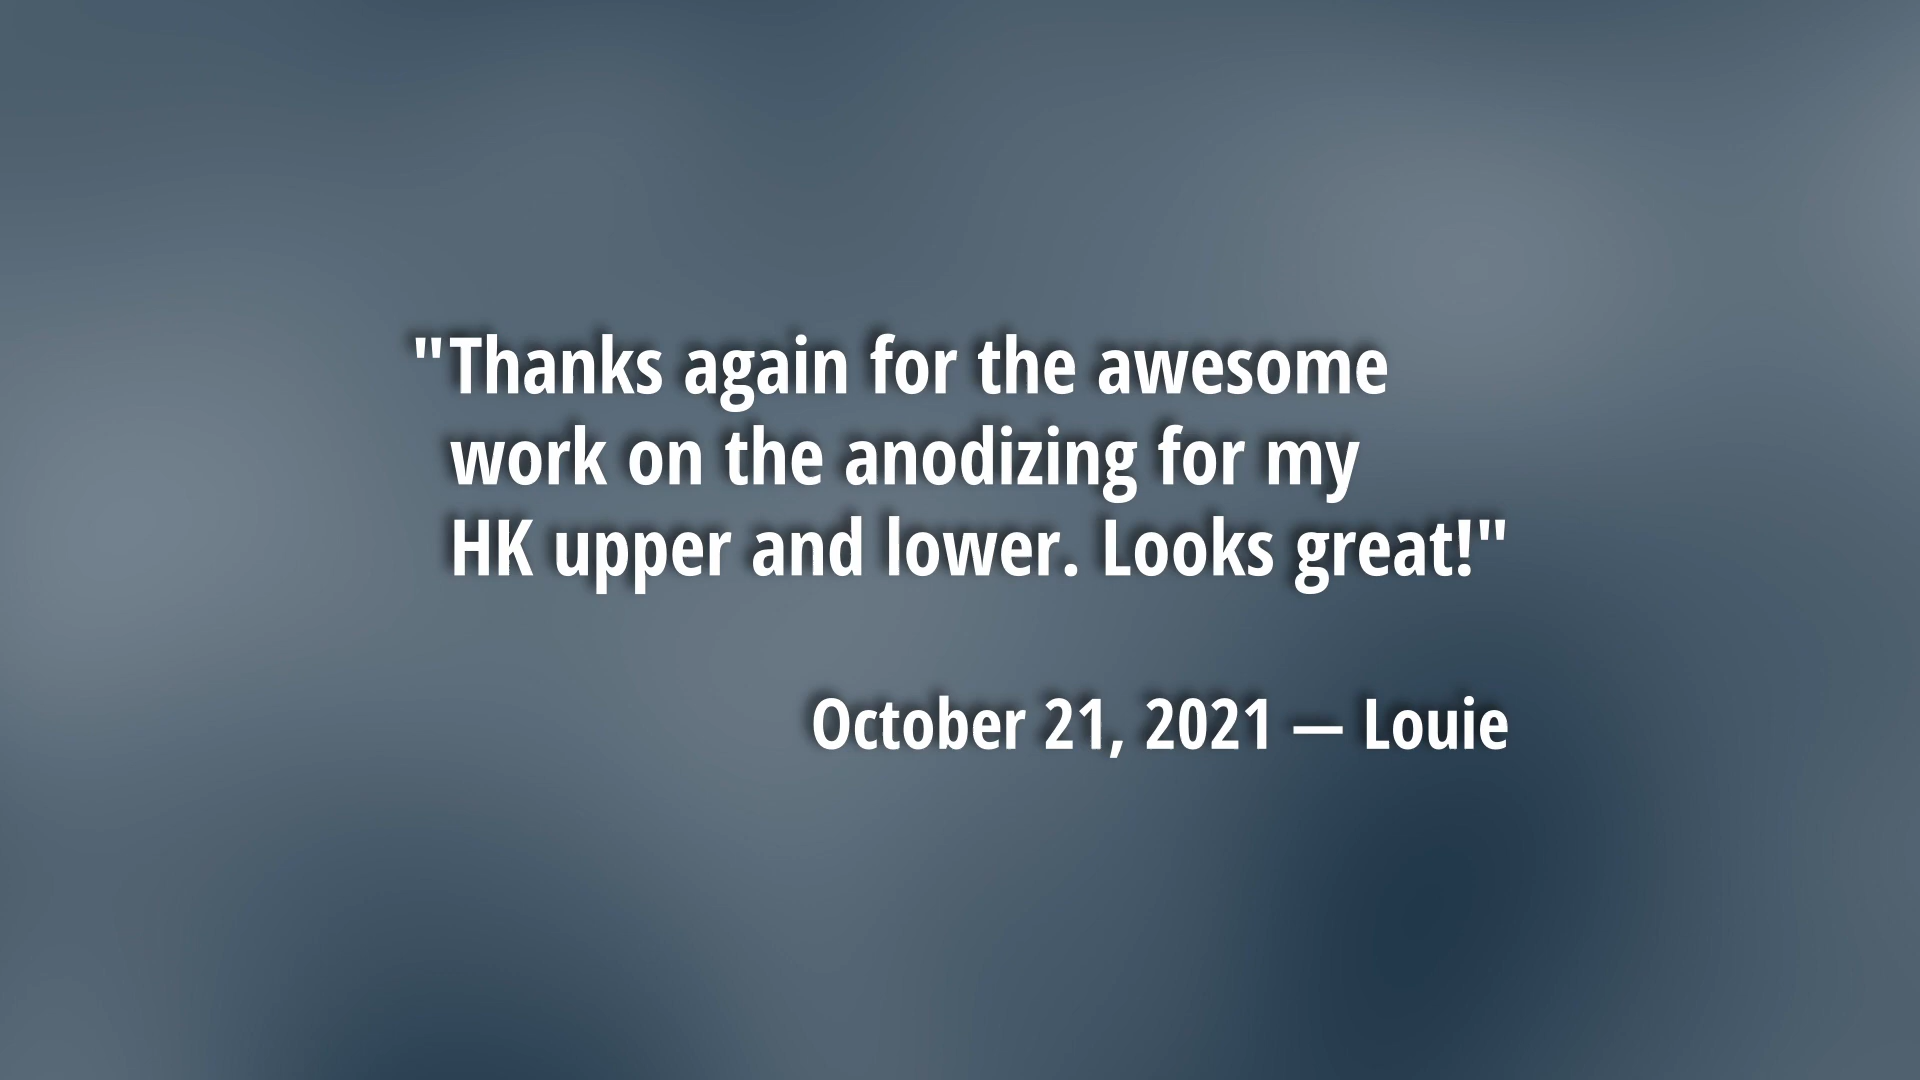 "Thanks again for the awesome
work on the anodizing for my
HK upper and lower. Looks great!"
October 21, 2021 — Louie